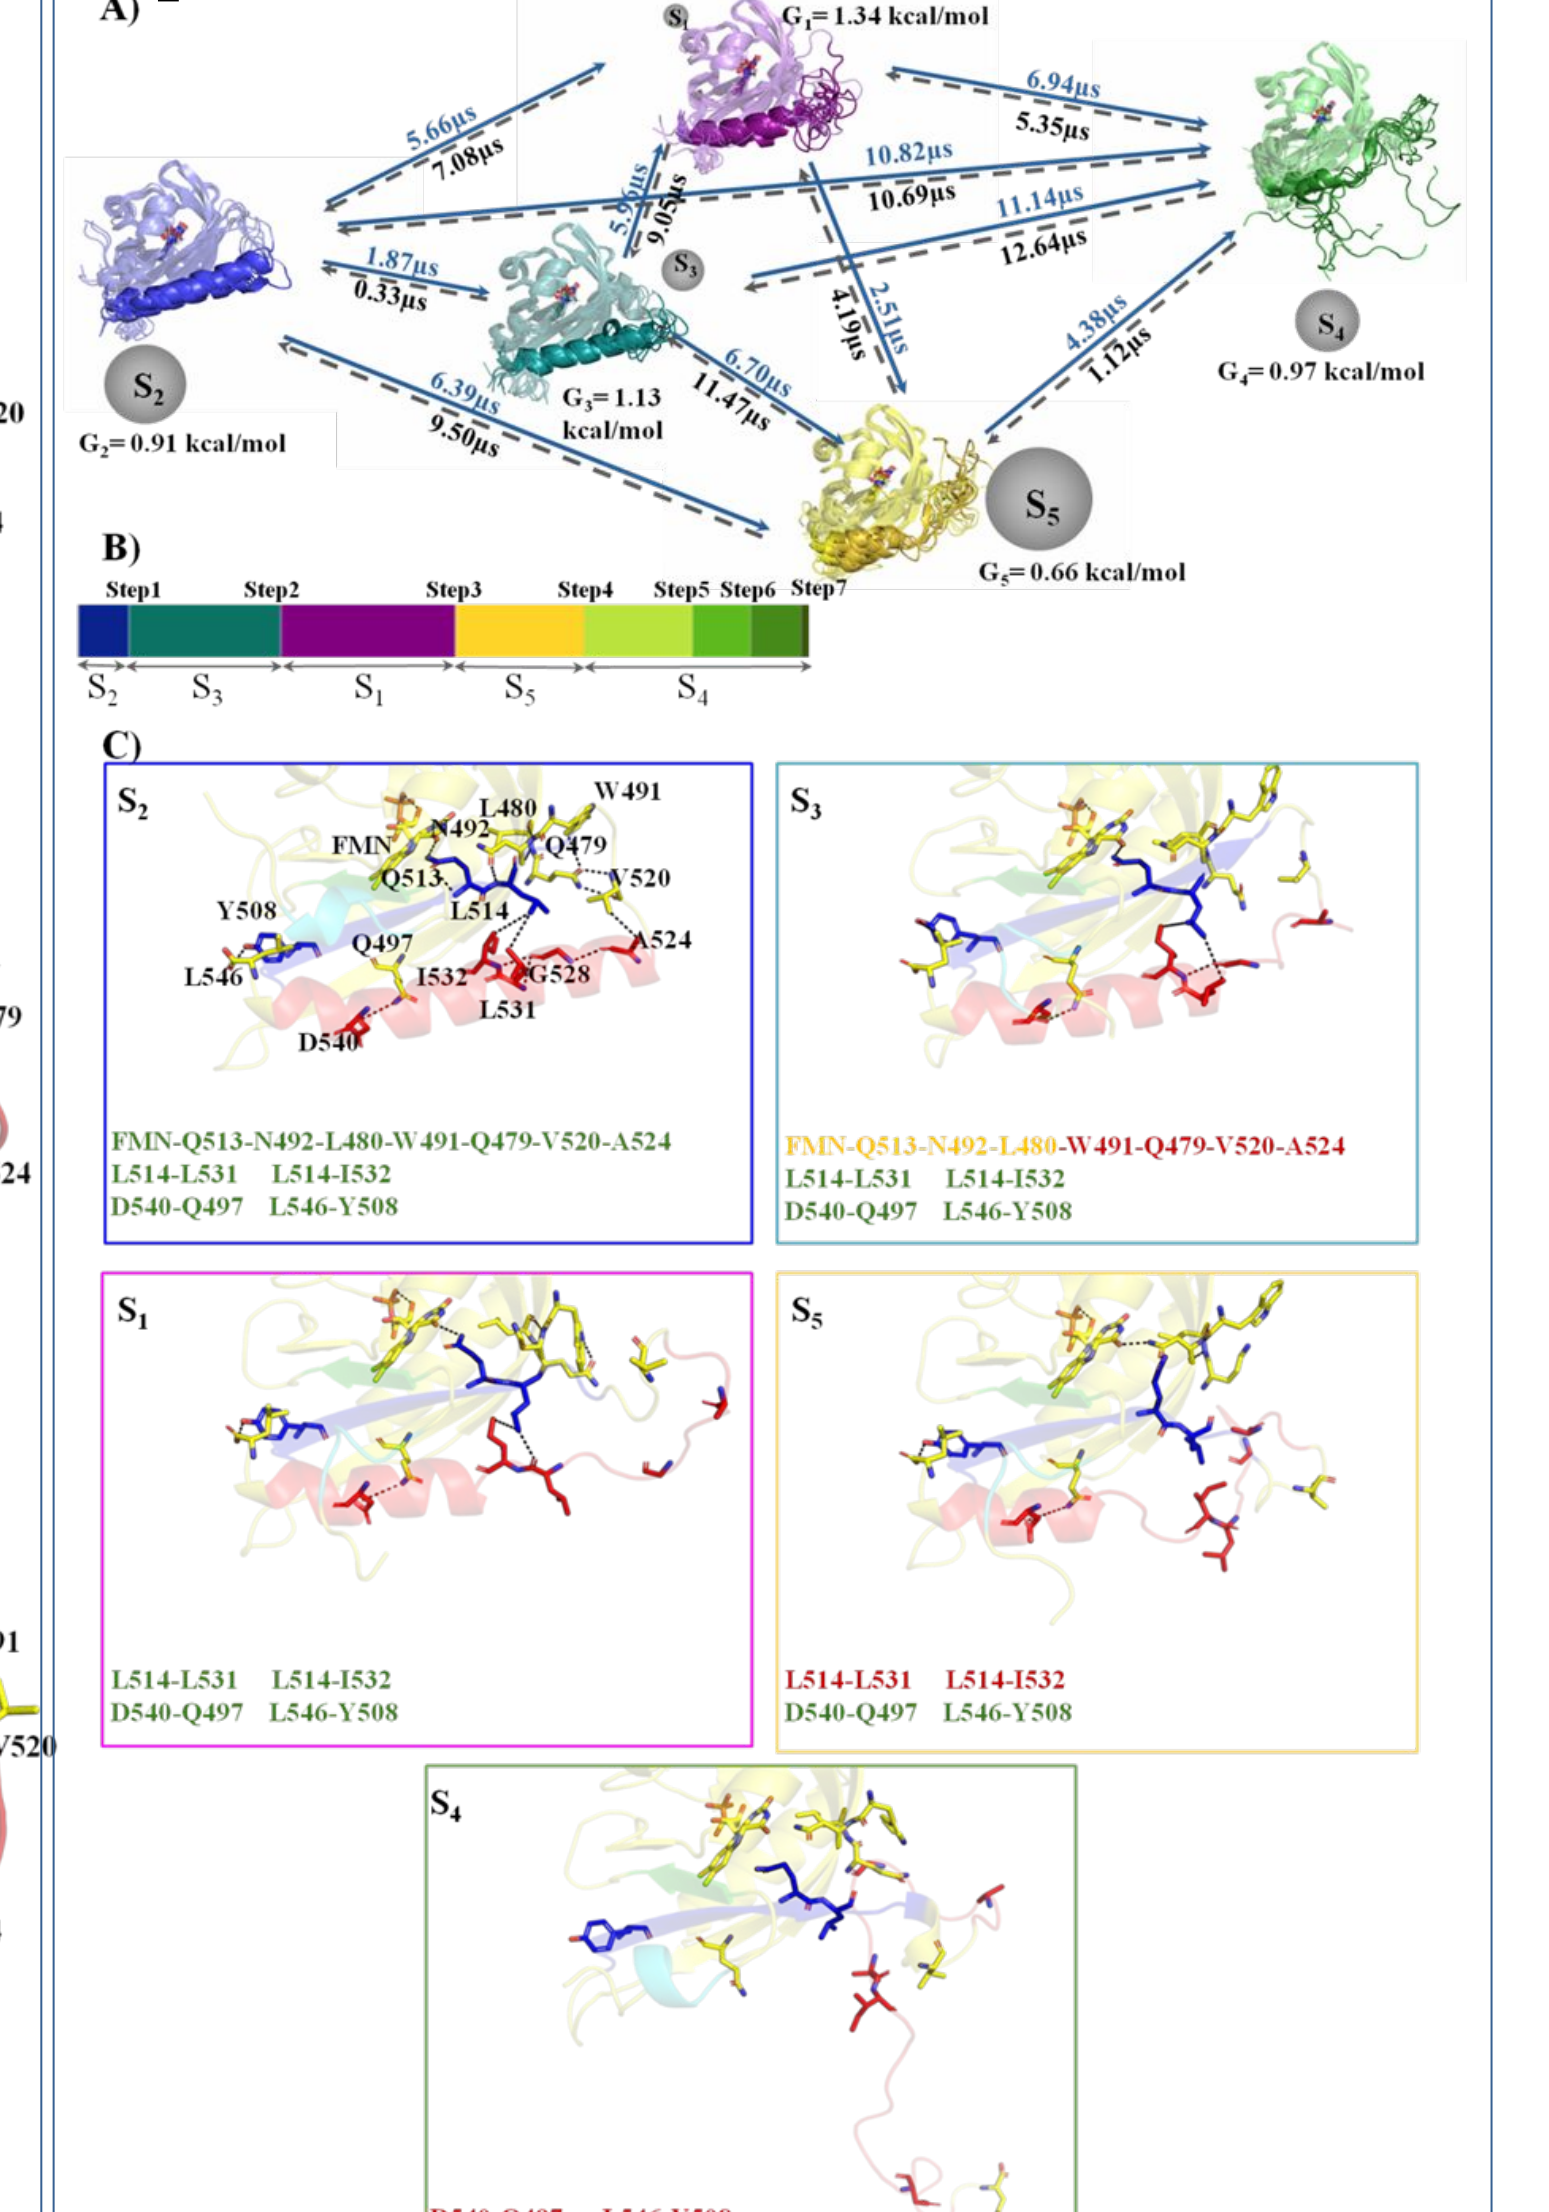 A)
S1
G1= 1.34 kcal/mol
5.66μs
7.08μs
6.94μs
5.35μs
10.82μs
10.69μs
5.96μs
9.05μs
11.14μs
12.64μs
S3
1.87μs
0.33μs
4.19μs
2.51μs
4.38μs
1.12μs
S4
G4= 0.97 kcal/mol
S2
G2= 0.91 kcal/mol
6.39μs
9.50μs
G3= 1.13
kcal/mol
6.70μs
11.47μs
S5
G5= 0.66 kcal/mol
20
B)
Step1 Step2 Step3 Step4 Step5 Step6 Step7
S2 S3 S1 S5 S4
C)
S2
W491
L480
N492
FMN
Q479
Q513
V520
Y508
L514
Q497
A524
L546
I532
G528
L531
D540
FMN-Q513-N492-L480-W491-Q479-V520-A524
L514-L531 L514-I532
D540-Q497 L546-Y508
S3
FMN-Q513-N492-L480-W491-Q479-V520-A524
L514-L531 L514-I532
D540-Q497 L546-Y508
79
24
S1
L514-L531 L514-I532
D540-Q497 L546-Y508
S5
L514-L531 L514-I532
D540-Q497 L546-Y508
91
V520
S4